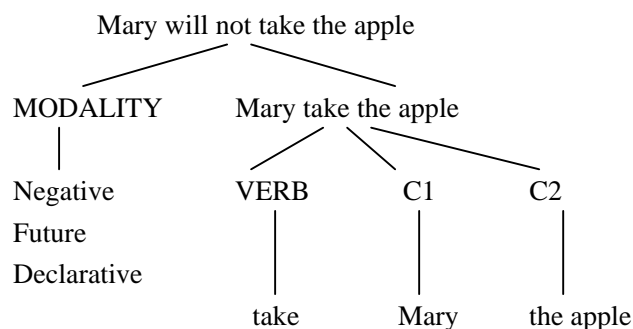 Mary will not take the apple
MODALITY Mary take the apple
Negative VERB C1 C2
Future
Declarative
take Mary the apple